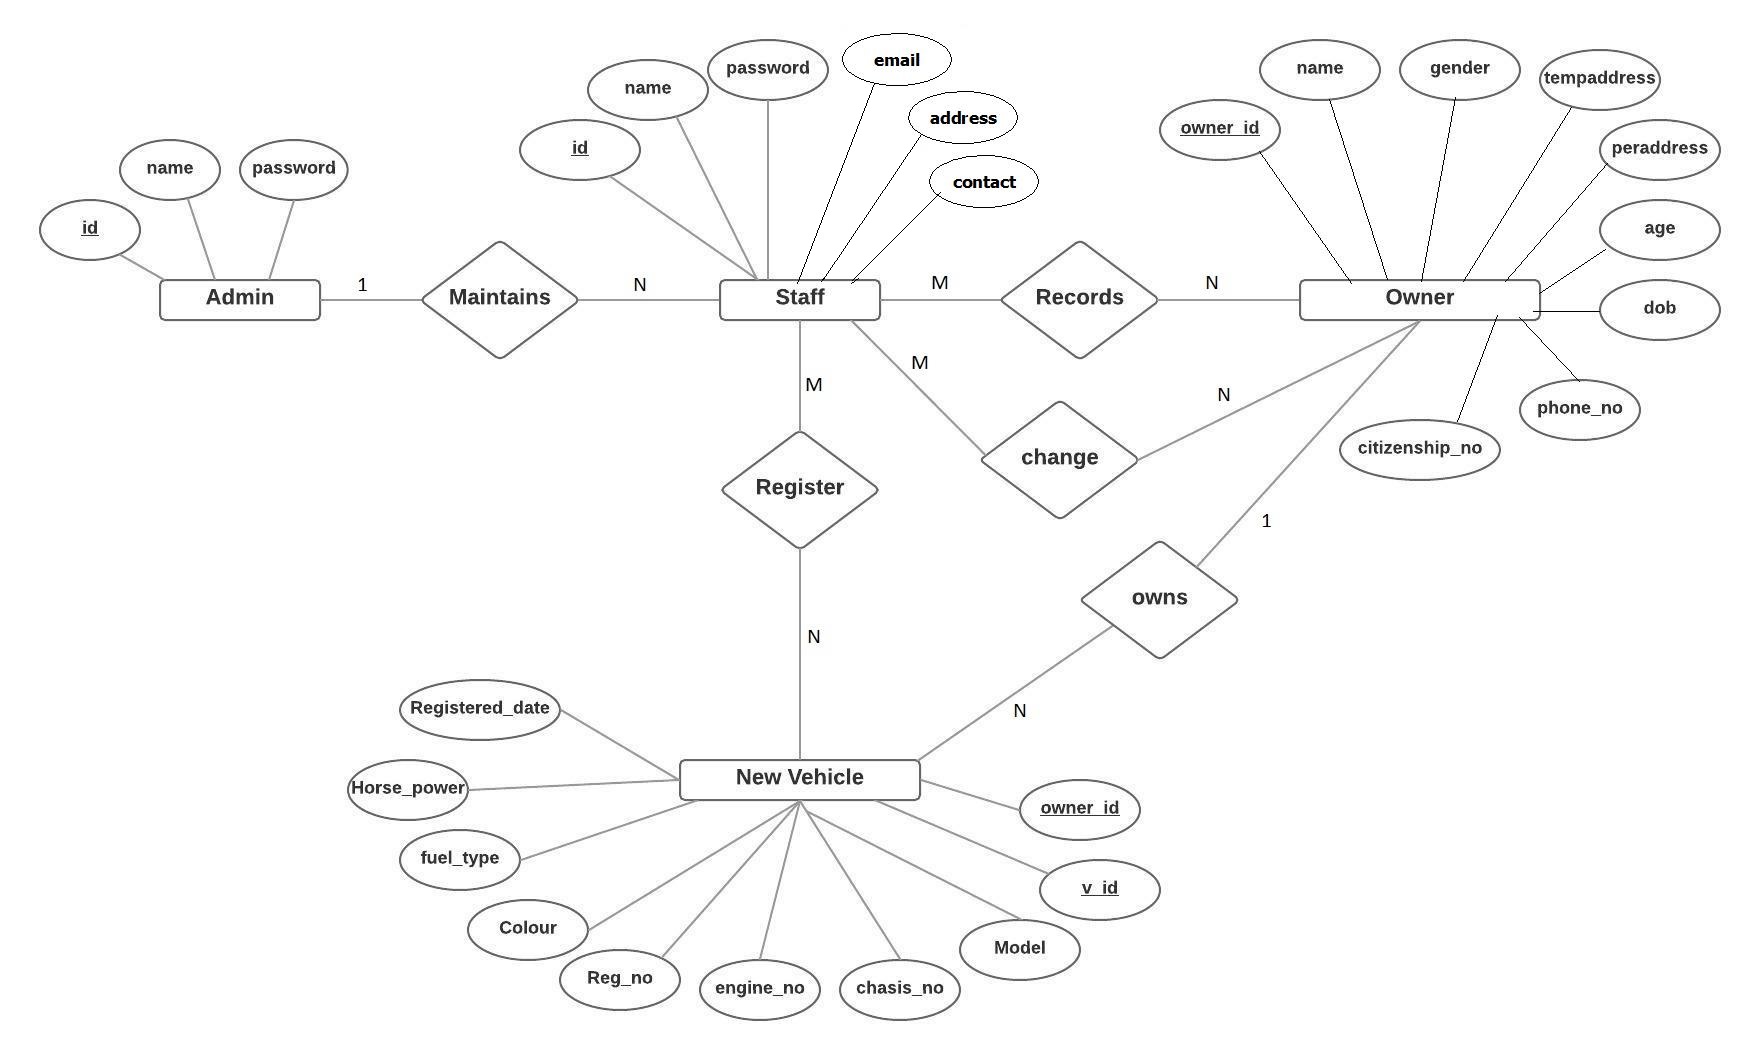 email
password
name
gender
name
tempaddress
address
owner_id
id
peraddress
name
password
contact
id
age
Admin
1
Maintains
N
Staff
M
Records
N
Owner
dob
M
M
N
phone_no
citizenship_no
change
Register
1
owns
N
N
Registered_date
New Vehicle
Horse_power
owner_id
fuel_type
v_id
Colour
Model
Reg_no
engine_no
chasis_no